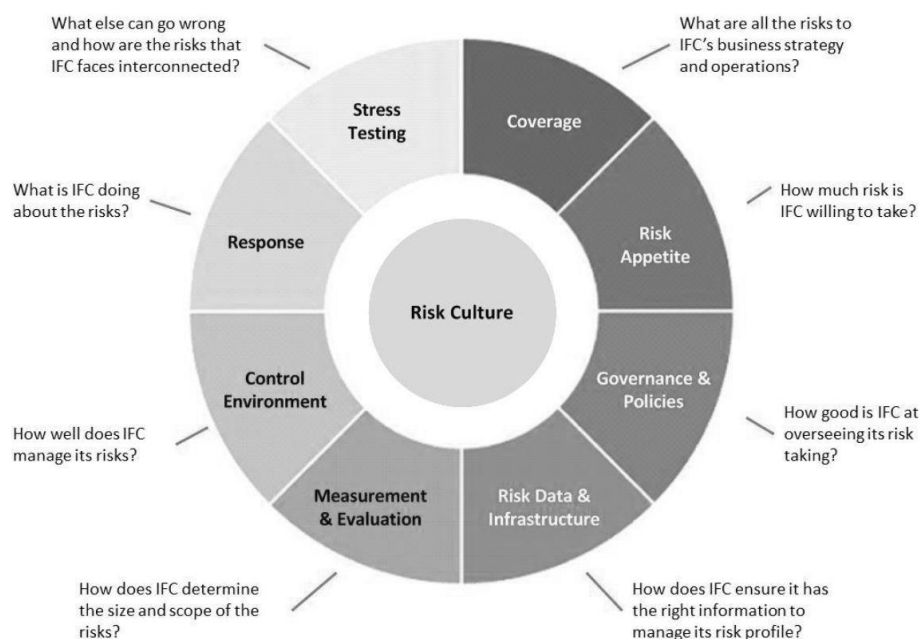 What else can go wrong
and how are the risks that
IFC faces interconnected?
What are all the risks to
IFC's business strategy
and operations?
Stress
Testing
Coverage
What is IFC doing
about the risks?
How much risk is
IFC willing to take?
Response
Risk
Appetite
Risk Culture
Control
Environment
Governance &
Policies
How well does IFC
manage its risks?
How good is IFC at
overseeing its risk
taking?
Measurement
& Evaluation
Risk Data &
Infrastructure
How does IFC determine
the size and scope of the
risks?
How does IFC ensure it has
the right information to
manage its risk profile?